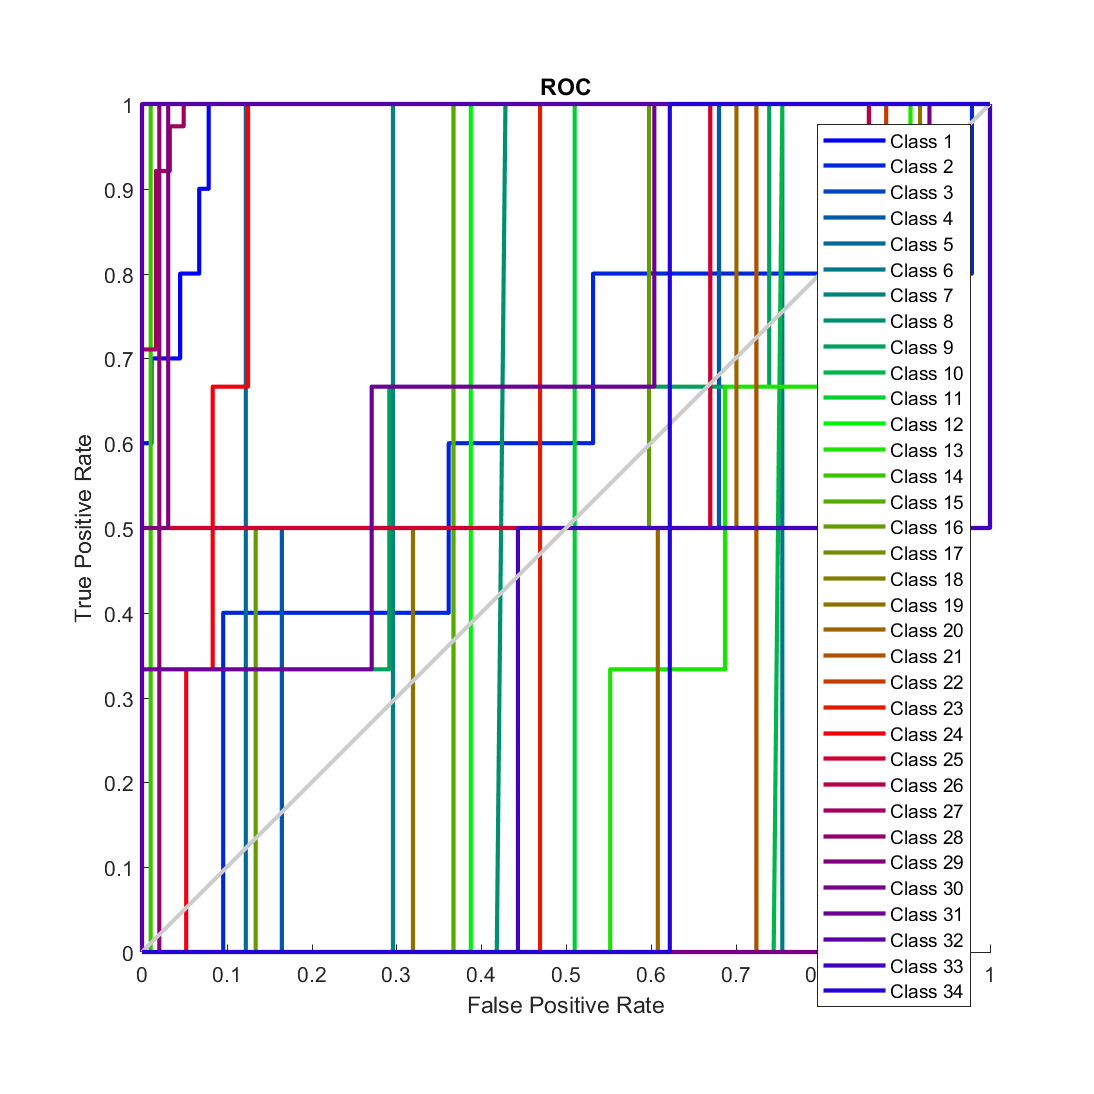 ROC
1
0.9
0.8
0.7
0.6
0.5
0.4
0.3
0.2
0.1
0
True Positive Rate
Class 1
Class 2
Class 3
Class 4
Class 5
Class 6
Class 7
Class 8
Class 9
Class 10
Class 11
Class 12
Class 13
Class 14
Class 15
Class 16
Class 17
Class 18
Class 19
Class 20
Class 21
Class 22
Class 23
Class 24
Class 25
Class 26
Class 27
Class 28
Class 29
Class 30
Class 31
Class 32
Class 33
Class 34
0 0.1 0.2 0.3 0.4 0.5 0.6 0.7 1
False Positive Rate